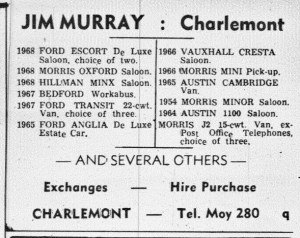 JIM MURRAY : Charlemont
1968 FORD ESCORT De Luxe
Saloon, choice of two.
1968 MORRIS OXFORD Saloon.
1968 HILLMAN MINX Saloon.
1967 BEDFORD Workabus.
1967 FORD TRANSIT 22-cwt.
Van, choice of three.
1965 FORD ANGLIA De Luxe
Estate Car.
1966 VAUXHALL CRESTA
Saloon.
1966 MORRIS MINI Pick-up.
1965 AUSTIN CAMBRIDGE
Van.
1954 MORRIS MINOR Saloon.
1964 AUSTIN 1100 Saloon.
MORRIS J2 15-cwt. Van, ex-
Post Office Telephones,
choice of three.
— AND SEVERAL OTHERS —
Exchanges — Hire Purchase
CHARLEMONT — Tel. Moy 280 q